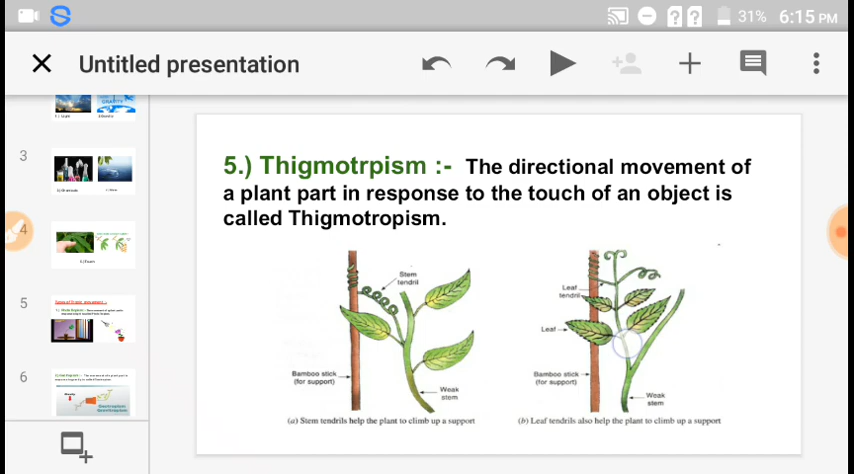 31% 6:15 PM
Untitled presentation
3
4
5
6
5.) Thigmotrpism :- The directional movement of
a plant part in response to the touch of an object is
called Thigmotropism.
Stem
tendril
Bamboo stick
(for support)
Weak
stem
(a) Stem tendrils help the plant to climb up a support
Leaf
tendril
Leaf
Bamboo stick
(for support)
Weak
stem
(b) Leaf tendrils also help the plant to climb up a support